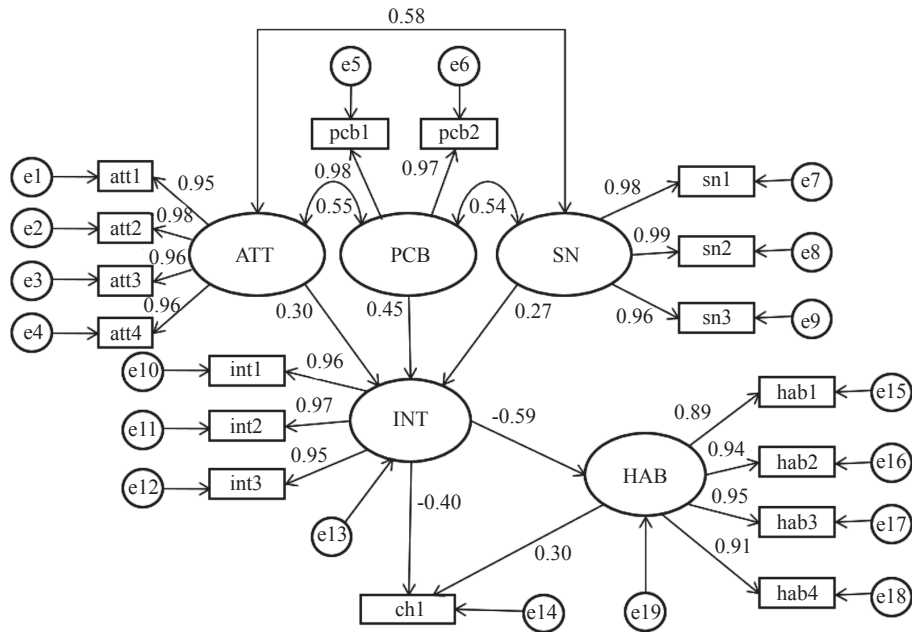 0.58
e5
e6
pcb1
pcb2
e1
att1
0.95
0.98
0.97
0.98
sn1
e7
e2
att2
0.98
0.55
0.54
ATT
PCB
SN
0.99
sn2
e8
e3
att3
0.96
e4
att4
0.96
0.30
0.45
0.27
0.96
sn3
e9
e10
int1
0.96
e11
int2
0.97
INT
-0.59
0.89
hab1
e15
e12
int3
0.95
0.94
hab2
e16
HAB
0.95
hab3
e17
e13
-0.40
0.30
0.91
hab4
e18
ch1
e14
e19